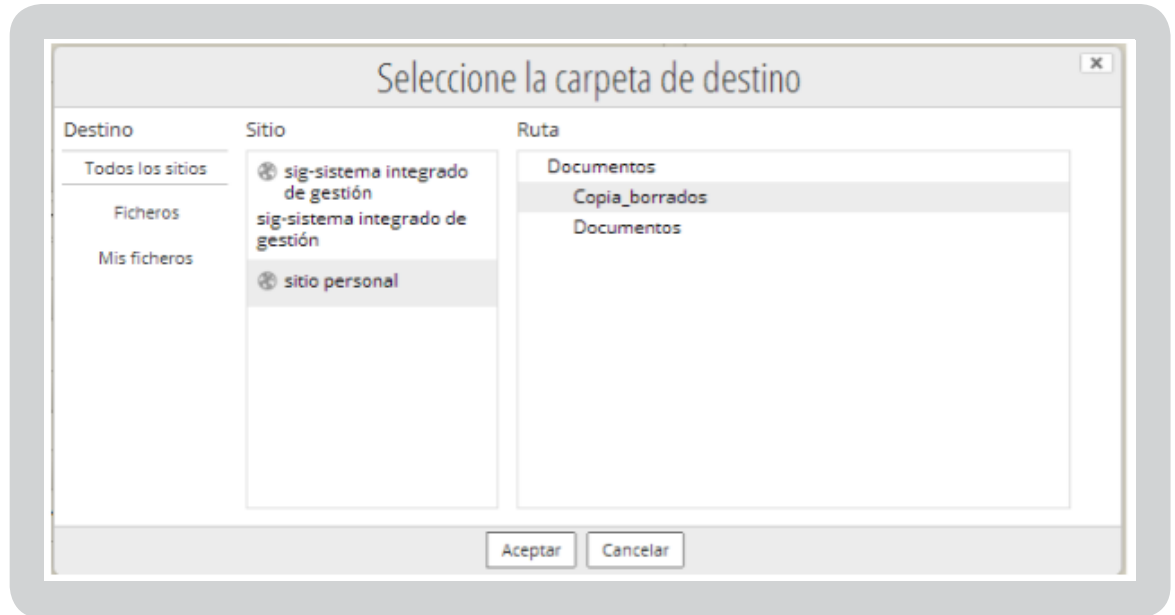 Seleccione la carpeta de destino
x
Destino
Todos los sitios
Ficheros
Mis ficheros
Sitio
sig-sistema integrado
de gestión
sig-sistema integrado de
gestión
sitio personal
Ruta
Documentos
Copia_borrados
Documentos
Aceptar
Cancelar